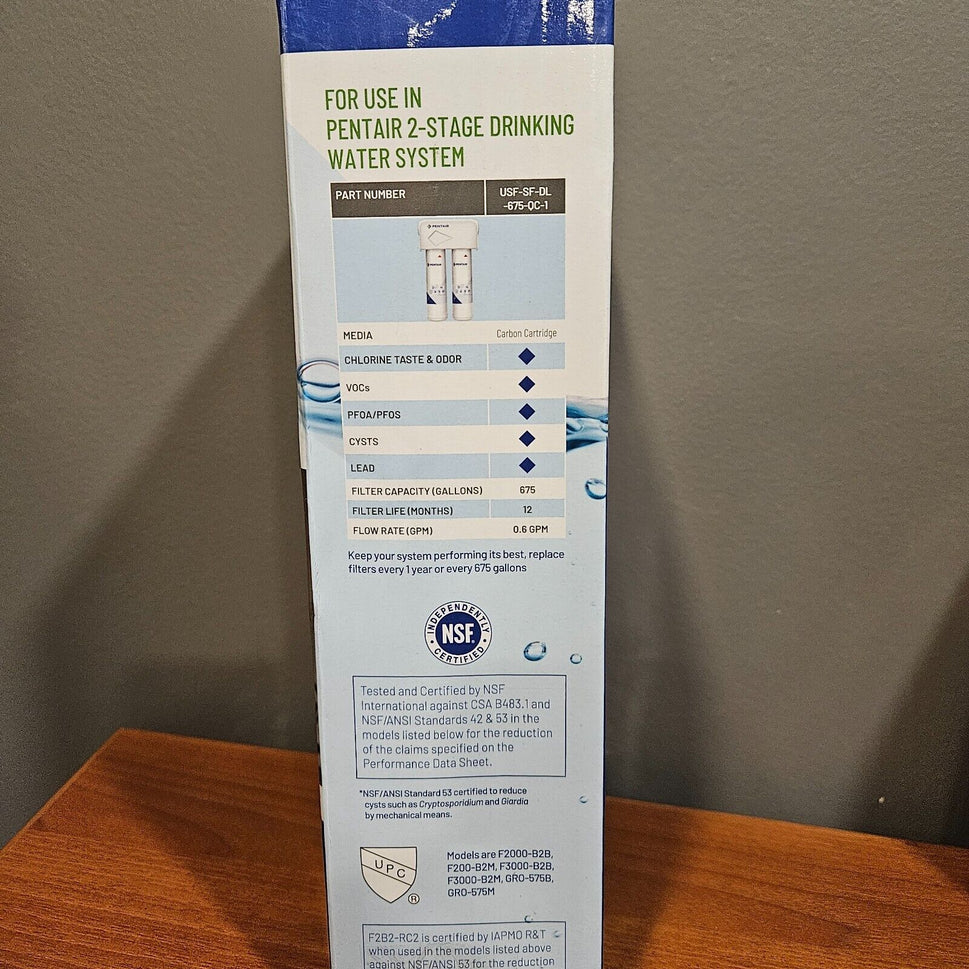 FOR USE IN
PENTAIR 2-STAGE DRINKING
WATER SYSTEM
PART NUMBER USF-SF-DL
-675-QC-1
PENTAIR
PENTAIR PENTAIR
MEDIA Carbon Cartridge
CHLORINE TASTE & ODOR
VOCs
PFOA/PFOS
CYSTS
LEAD
FILTER CAPACITY (GALLONS) 675
FILTER LIFE (MONTHS) 12
FLOW RATE (GPM) 0.6 GPM
Keep your system performing its best, replace
filters every 1 year or every 675 gallons
INDEPENDENTLY
NSF®
CERTIFIED
Tested and Certified by NSF
International against CSA B483.1 and
NSF/ANSI Standards 42 & 53 in the
models listed below for the reduction
of the claims specified on the
Performance Data Sheet.
*NSF/ANSI Standard 53 certified to reduce
cysts such as Cryptosporidium and Giardia
by mechanical means.
UPC
®
Models are F2000-B2B,
F200-B2M, F3000-B2B,
F3000-B2M, GRO-575B,
GRO-575M
F2B2-RC2 is certified by IAPMO R&T
when used in the models listed above
against NSF/ANSI 53 for the reduction